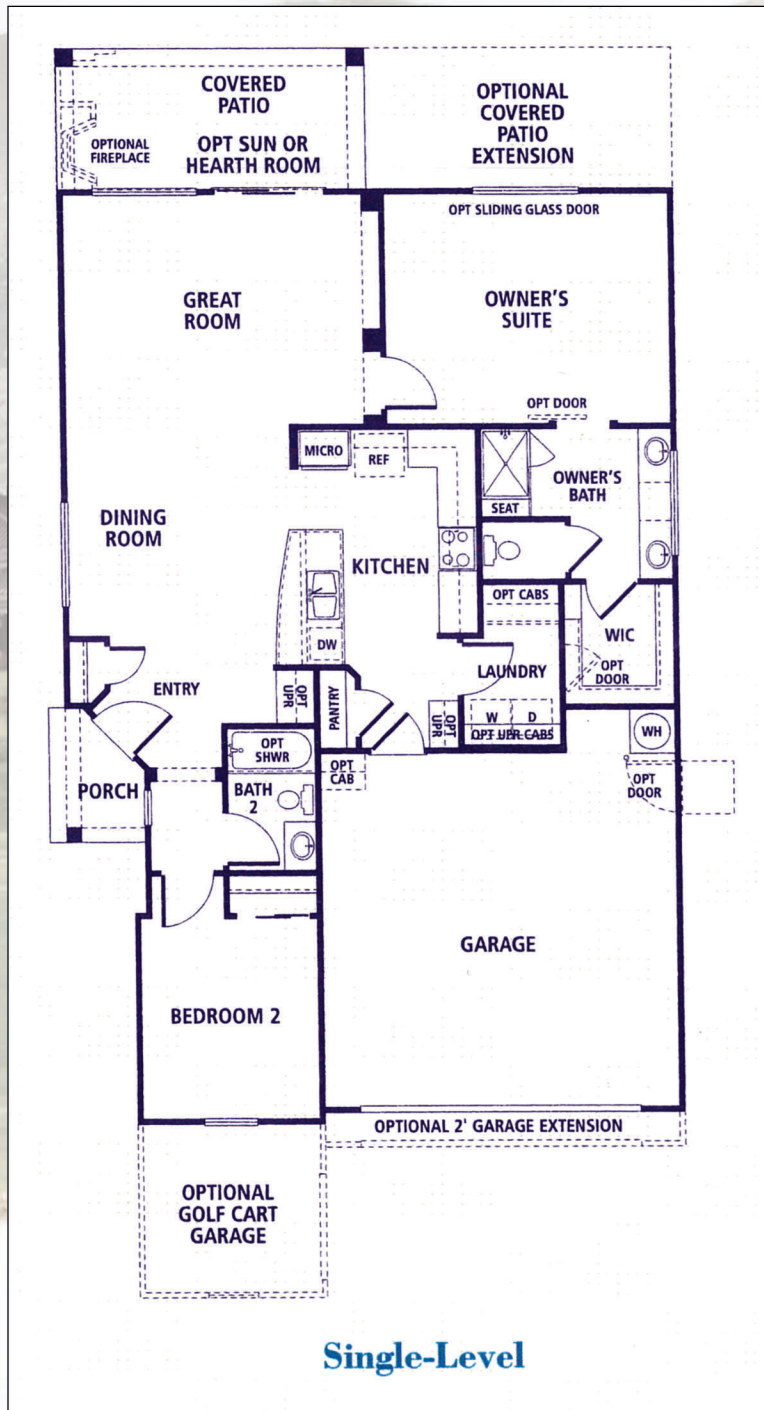 COVERED
PATIO
OPTIONAL
FIREPLACE
OPT SUN OR
HEARTH ROOM
OPTIONAL
COVERED
PATIO
EXTENSION
OPT SLIDING GLASS DOOR
GREAT
ROOM
OWNER'S
SUITE
OPT DOOR
MICRO
REF
SEAT
OWNER'S
BATH
DINING
ROOM
KITCHEN
DW
OPT CABS
WIC
OPT
DOOR
LAUNDRY
ENTRY
OPT
UPR
PANTRY
OPT
UPR
W
D
OPT UPR CABS
WH
OPT
DOOR
OPT
SHWR
OPT
CAB
PORCH
BATH
2
GARAGE
BEDROOM 2
OPTIONAL 2' GARAGE EXTENSION
OPTIONAL
GOLF CART
GARAGE
Single-Level